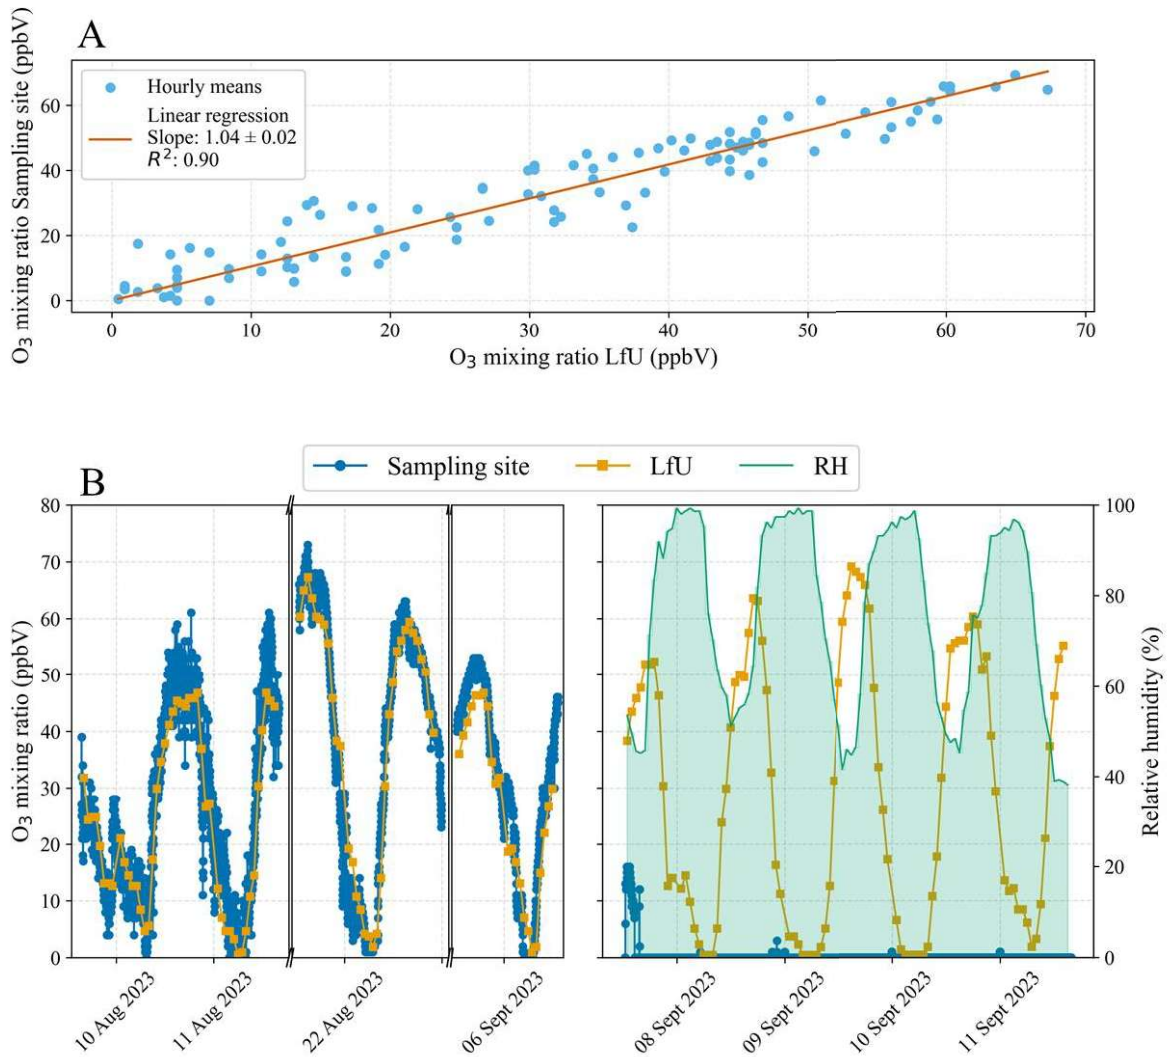 A
O₃ mixing ratio Sampling site (ppbV)
60
40
20
0
Hourly means
Linear regression
Slope: 1.04 ± 0.02
R²: 0.90
0 10 20 30 40 50 60 70
O₃ mixing ratio LfU (ppbV)
Sampling site LfU RH
B
O₃ mixing ratio (ppbV)
80
70
60
50
40
30
20
10
0
100
80
60
40
20
0
Relative humidity (%)
10 Aug 2023
11 Aug 2023
22 Aug 2023
06 Sept 2023
08 Sept 2023
09 Sept 2023
10 Sept 2023
11 Sept 2023